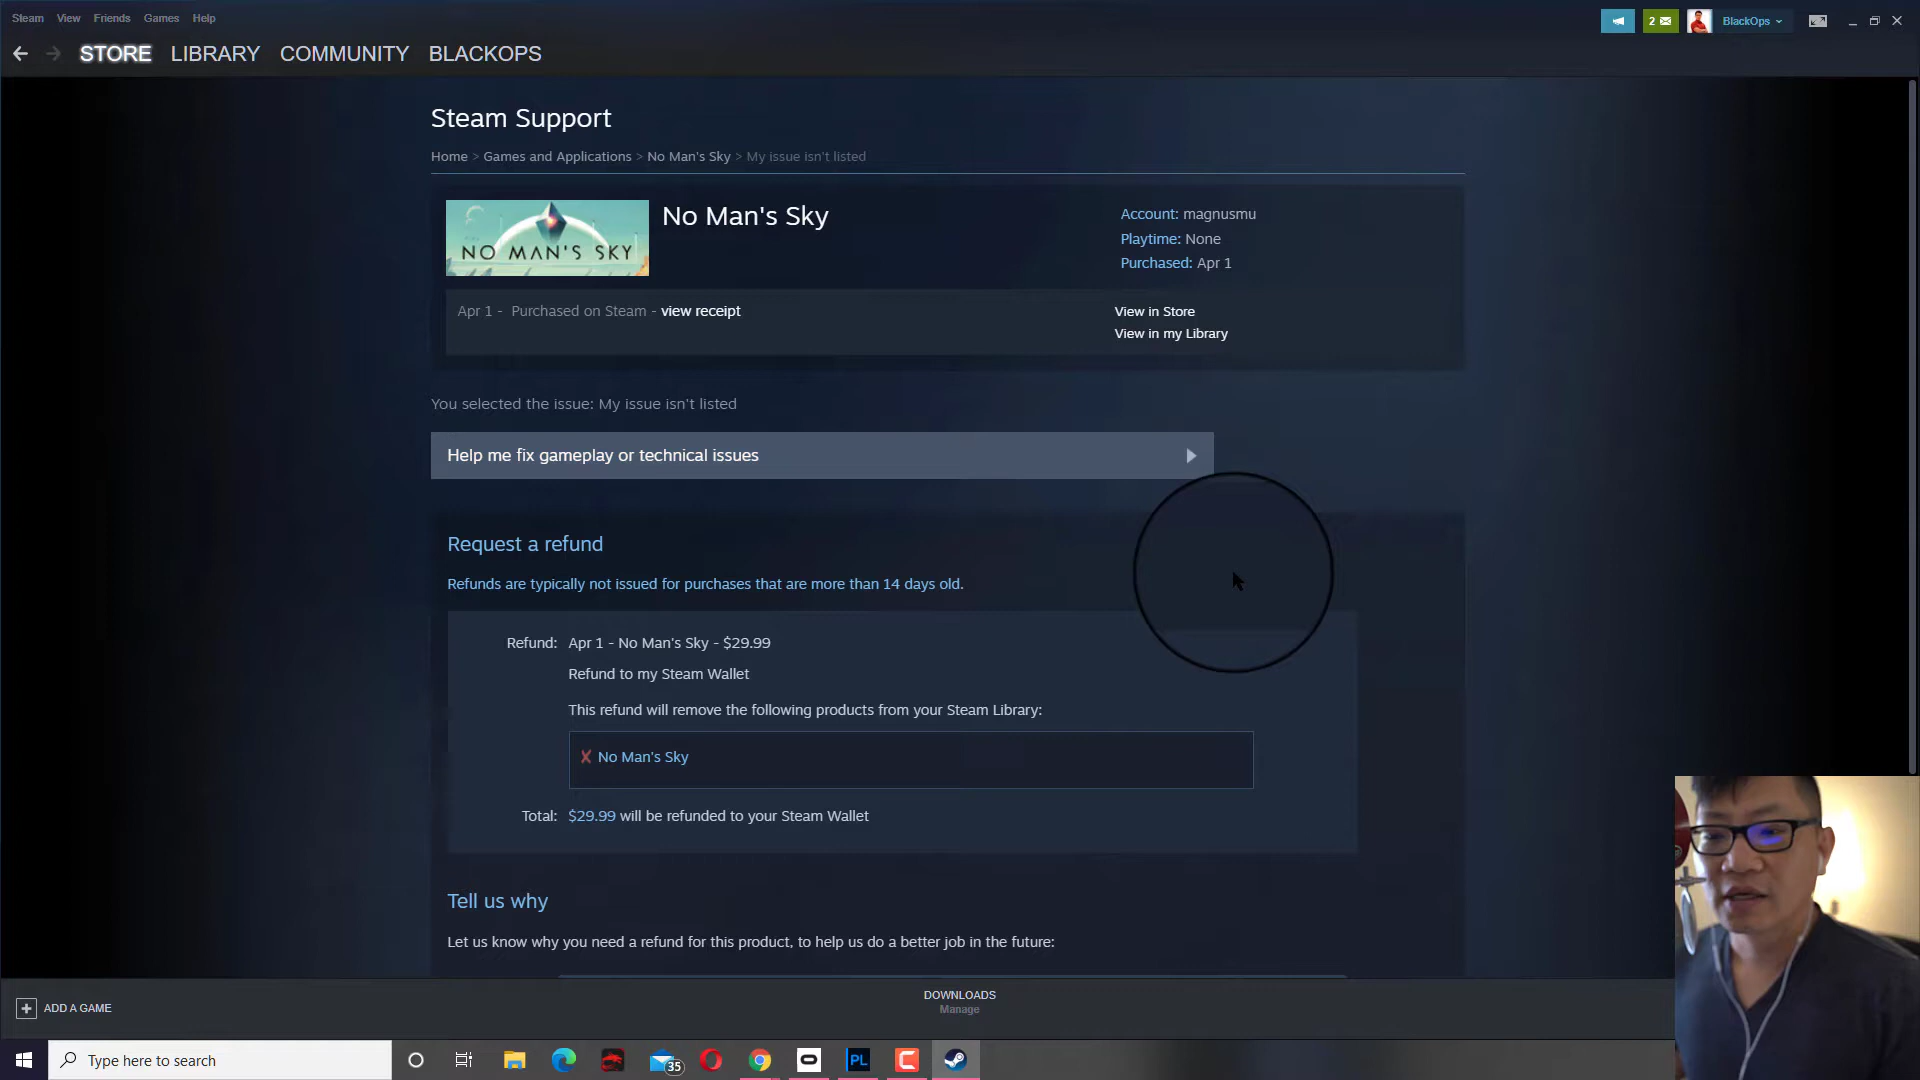 Steam View Friends Games Help
2 BlackOps
STORE LIBRARY COMMUNITY BLACKOPS
Steam Support
Home > Games and Applications > No Man's Sky > My issue isn't listed
NO MAN'S SKY
No Man's Sky
Account: magnusmu
Playtime: None
Purchased: Apr 1
Apr 1 - Purchased on Steam - view receipt
View in Store
View in my Library
You selected the issue: My issue isn't listed
Help me fix gameplay or technical issues
Request a refund
Refunds are typically not issued for purchases that are more than 14 days old.
Refund: Apr 1 - No Man's Sky - $29.99
Refund to my Steam Wallet
This refund will remove the following products from your Steam Library:
X No Man's Sky
Total: $29.99 will be refunded to your Steam Wallet
Tell us why
Let us know why you need a refund for this product, to help us do a better job in the future:
+ ADD A GAME
DOWNLOADS
Manage
Type here to search
35
PL
C